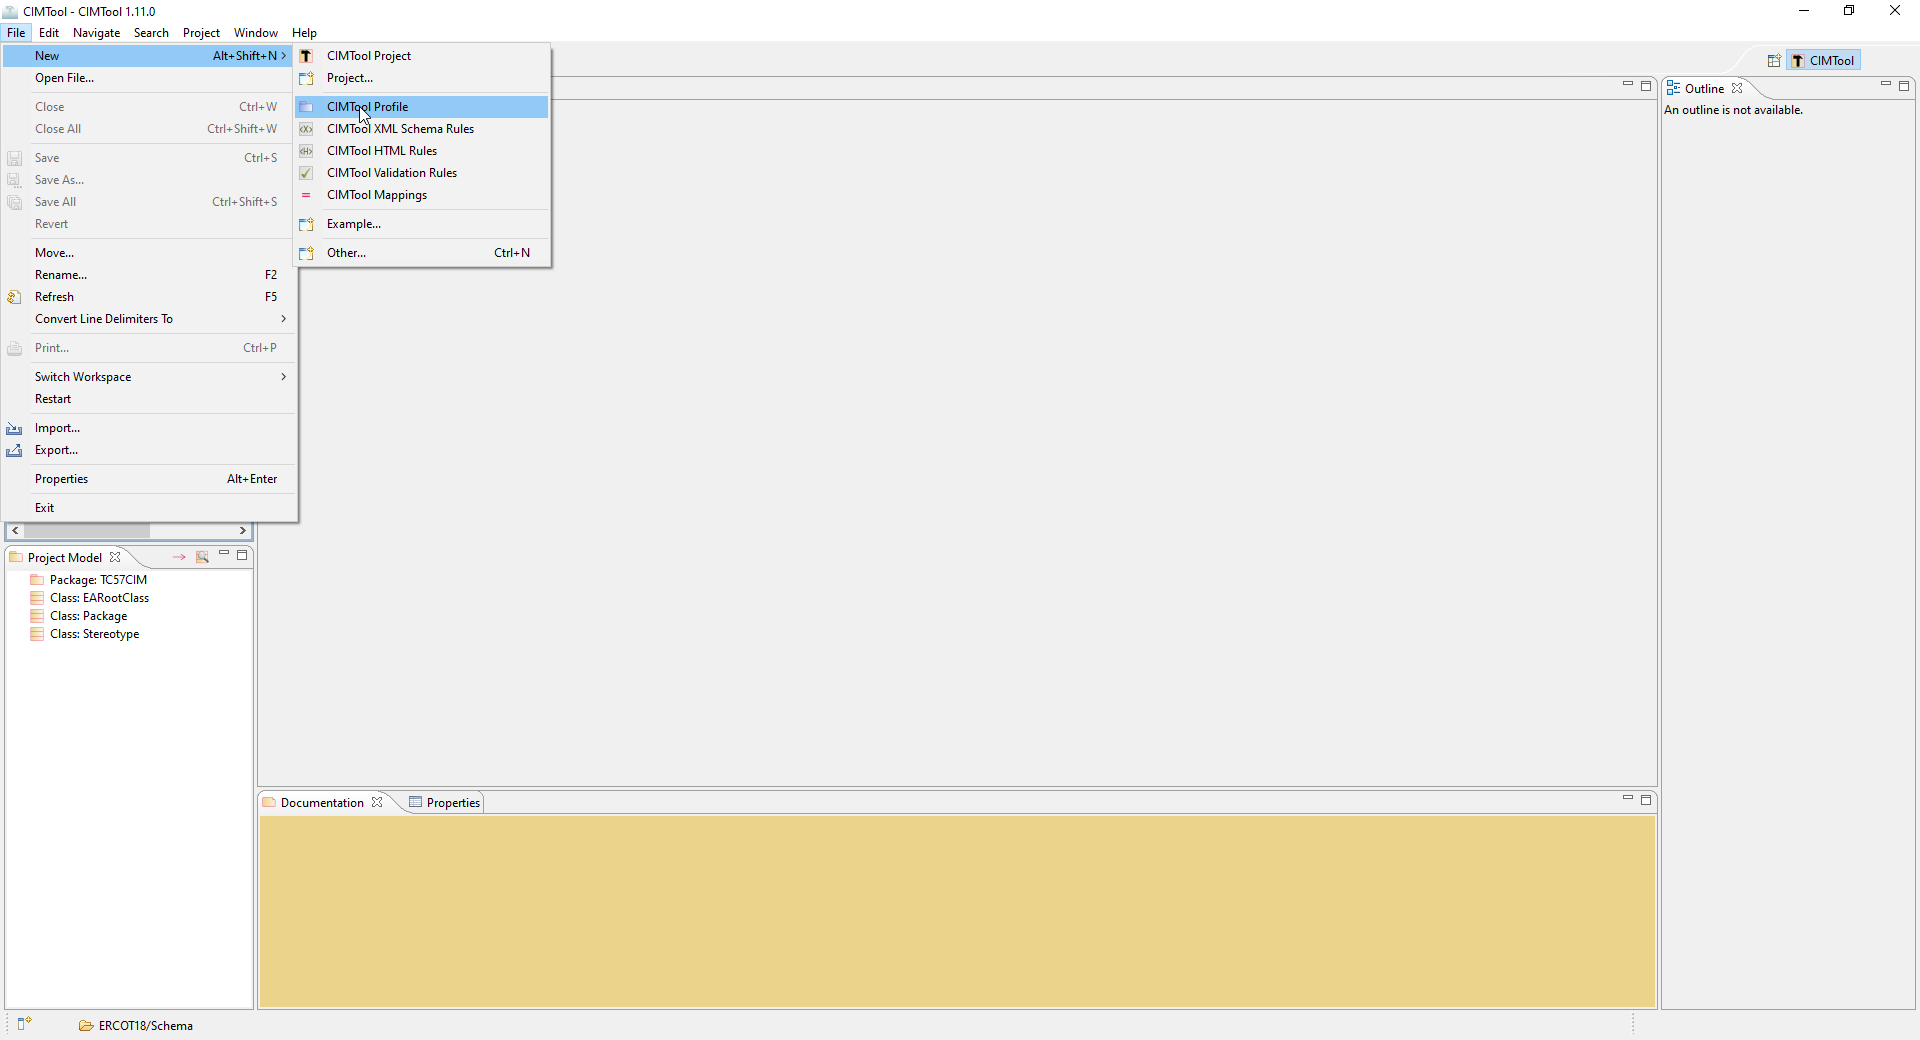 CIMTool - CIMTool 1.11.0
File Edit Navigate Search Project Window Help
New Alt+Shift+N
Open File...
Close Ctrl+W
Close All Ctrl+Shift+W
Save Ctrl+S
Save As...
Save All Ctrl+Shift+S
Revert
Move...
Rename... F2
Refresh F5
Convert Line Delimiters To
Print... Ctrl+P
Switch Workspace
Restart
Import...
Export...
Properties Alt+Enter
Exit
CIMTool Project
Project...
CIMTool Profile
CIMTool XML Schema Rules
CIMTool HTML Rules
CIMTool Validation Rules
CIMTool Mappings
Example...
Other... Ctrl+N
CIMTool
Outline
An outline is not available.
Project Model
Package: TC57CIM
Class: EARootClass
Class: Package
Class: Stereotype
Documentation Properties
ERCOT18/Schema